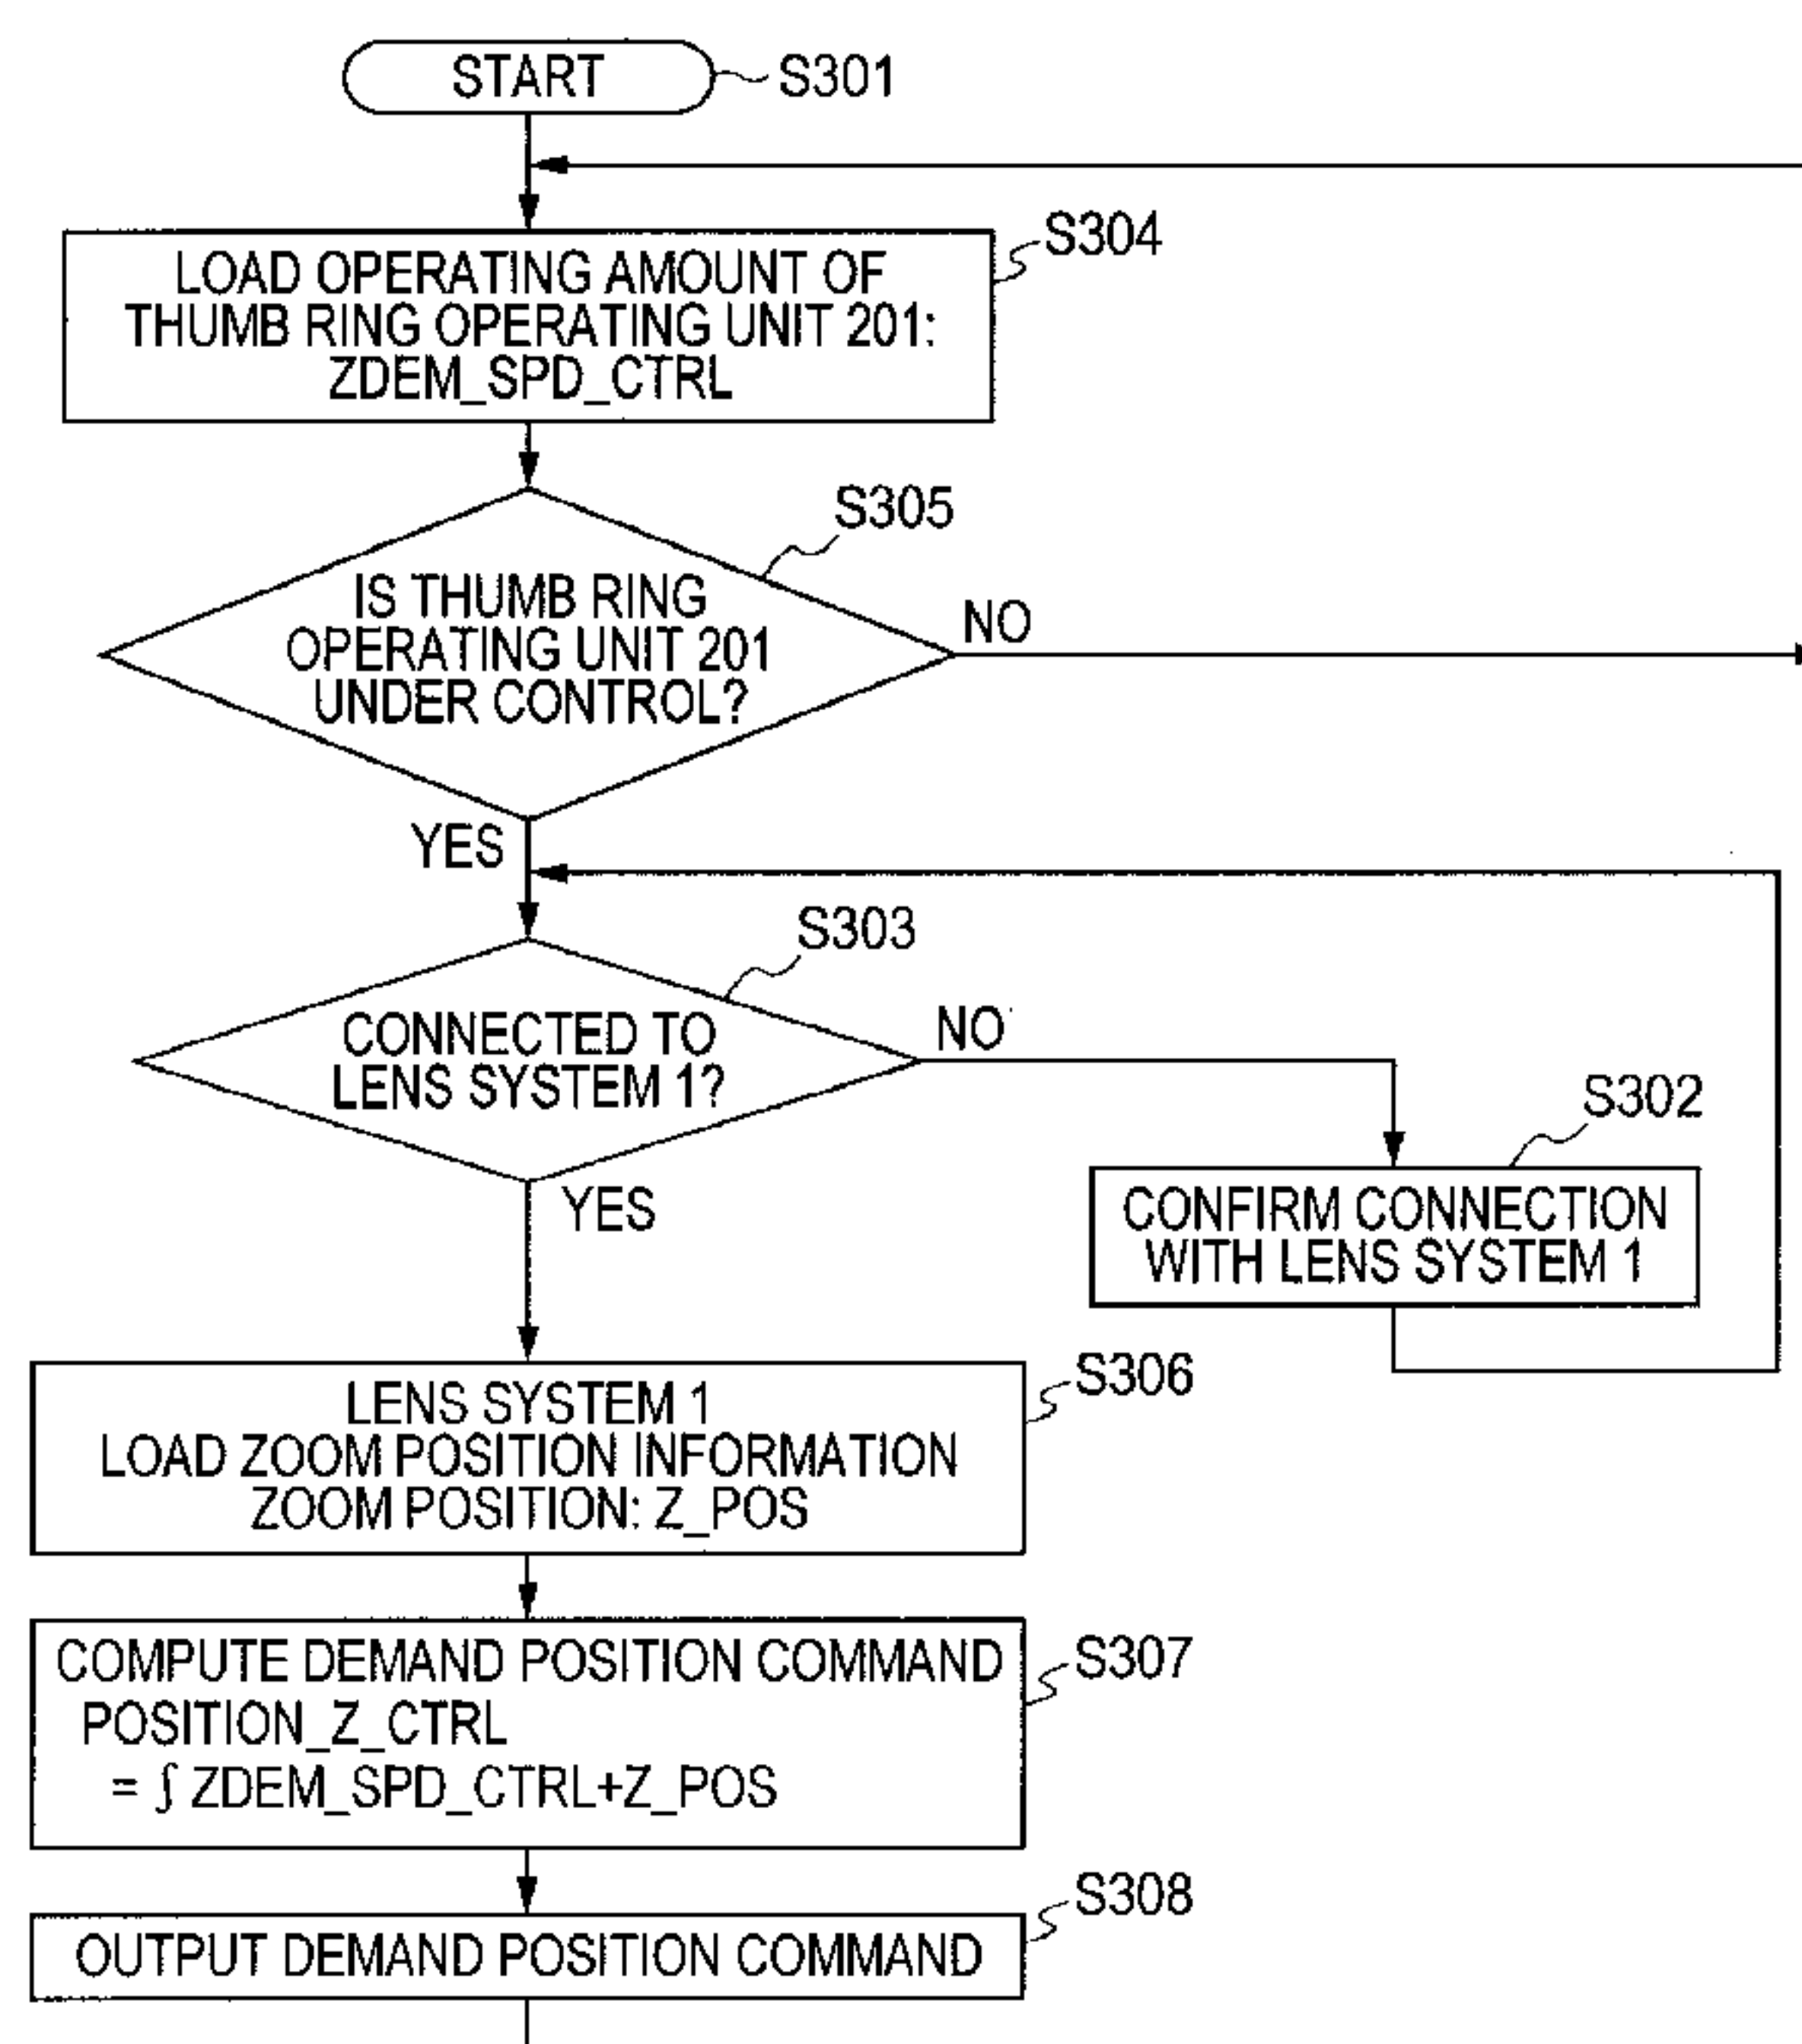 START
S301
S304
LOAD OPERATING AMOUNT OF
THUMB RING OPERATING UNIT 201:
ZDEM_SPD_CTRL
S305
IS THUMB RING
OPERATING UNIT 201
UNDER CONTROL?
NO
YES
S303
CONNECTED TO
LENS SYSTEM 1?
NO
S302
CONFIRM CONNECTION
WITH LENS SYSTEM 1
YES
S306
LENS SYSTEM 1
LOAD ZOOM POSITION INFORMATION
ZOOM POSITION: Z_POS
S307
COMPUTE DEMAND POSITION COMMAND
POSITION_Z_CTRL
= ∫ ZDEM_SPD_CTRL+Z_POS
S308
OUTPUT DEMAND POSITION COMMAND